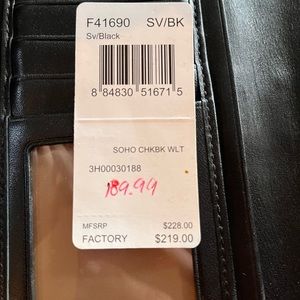 F41690 SV/BK
Sv/Black
8 84830 51671 5
SOHO CHKBK WLT
3H00030188
189.99
MFSRP $228.00
FACTORY $219.00